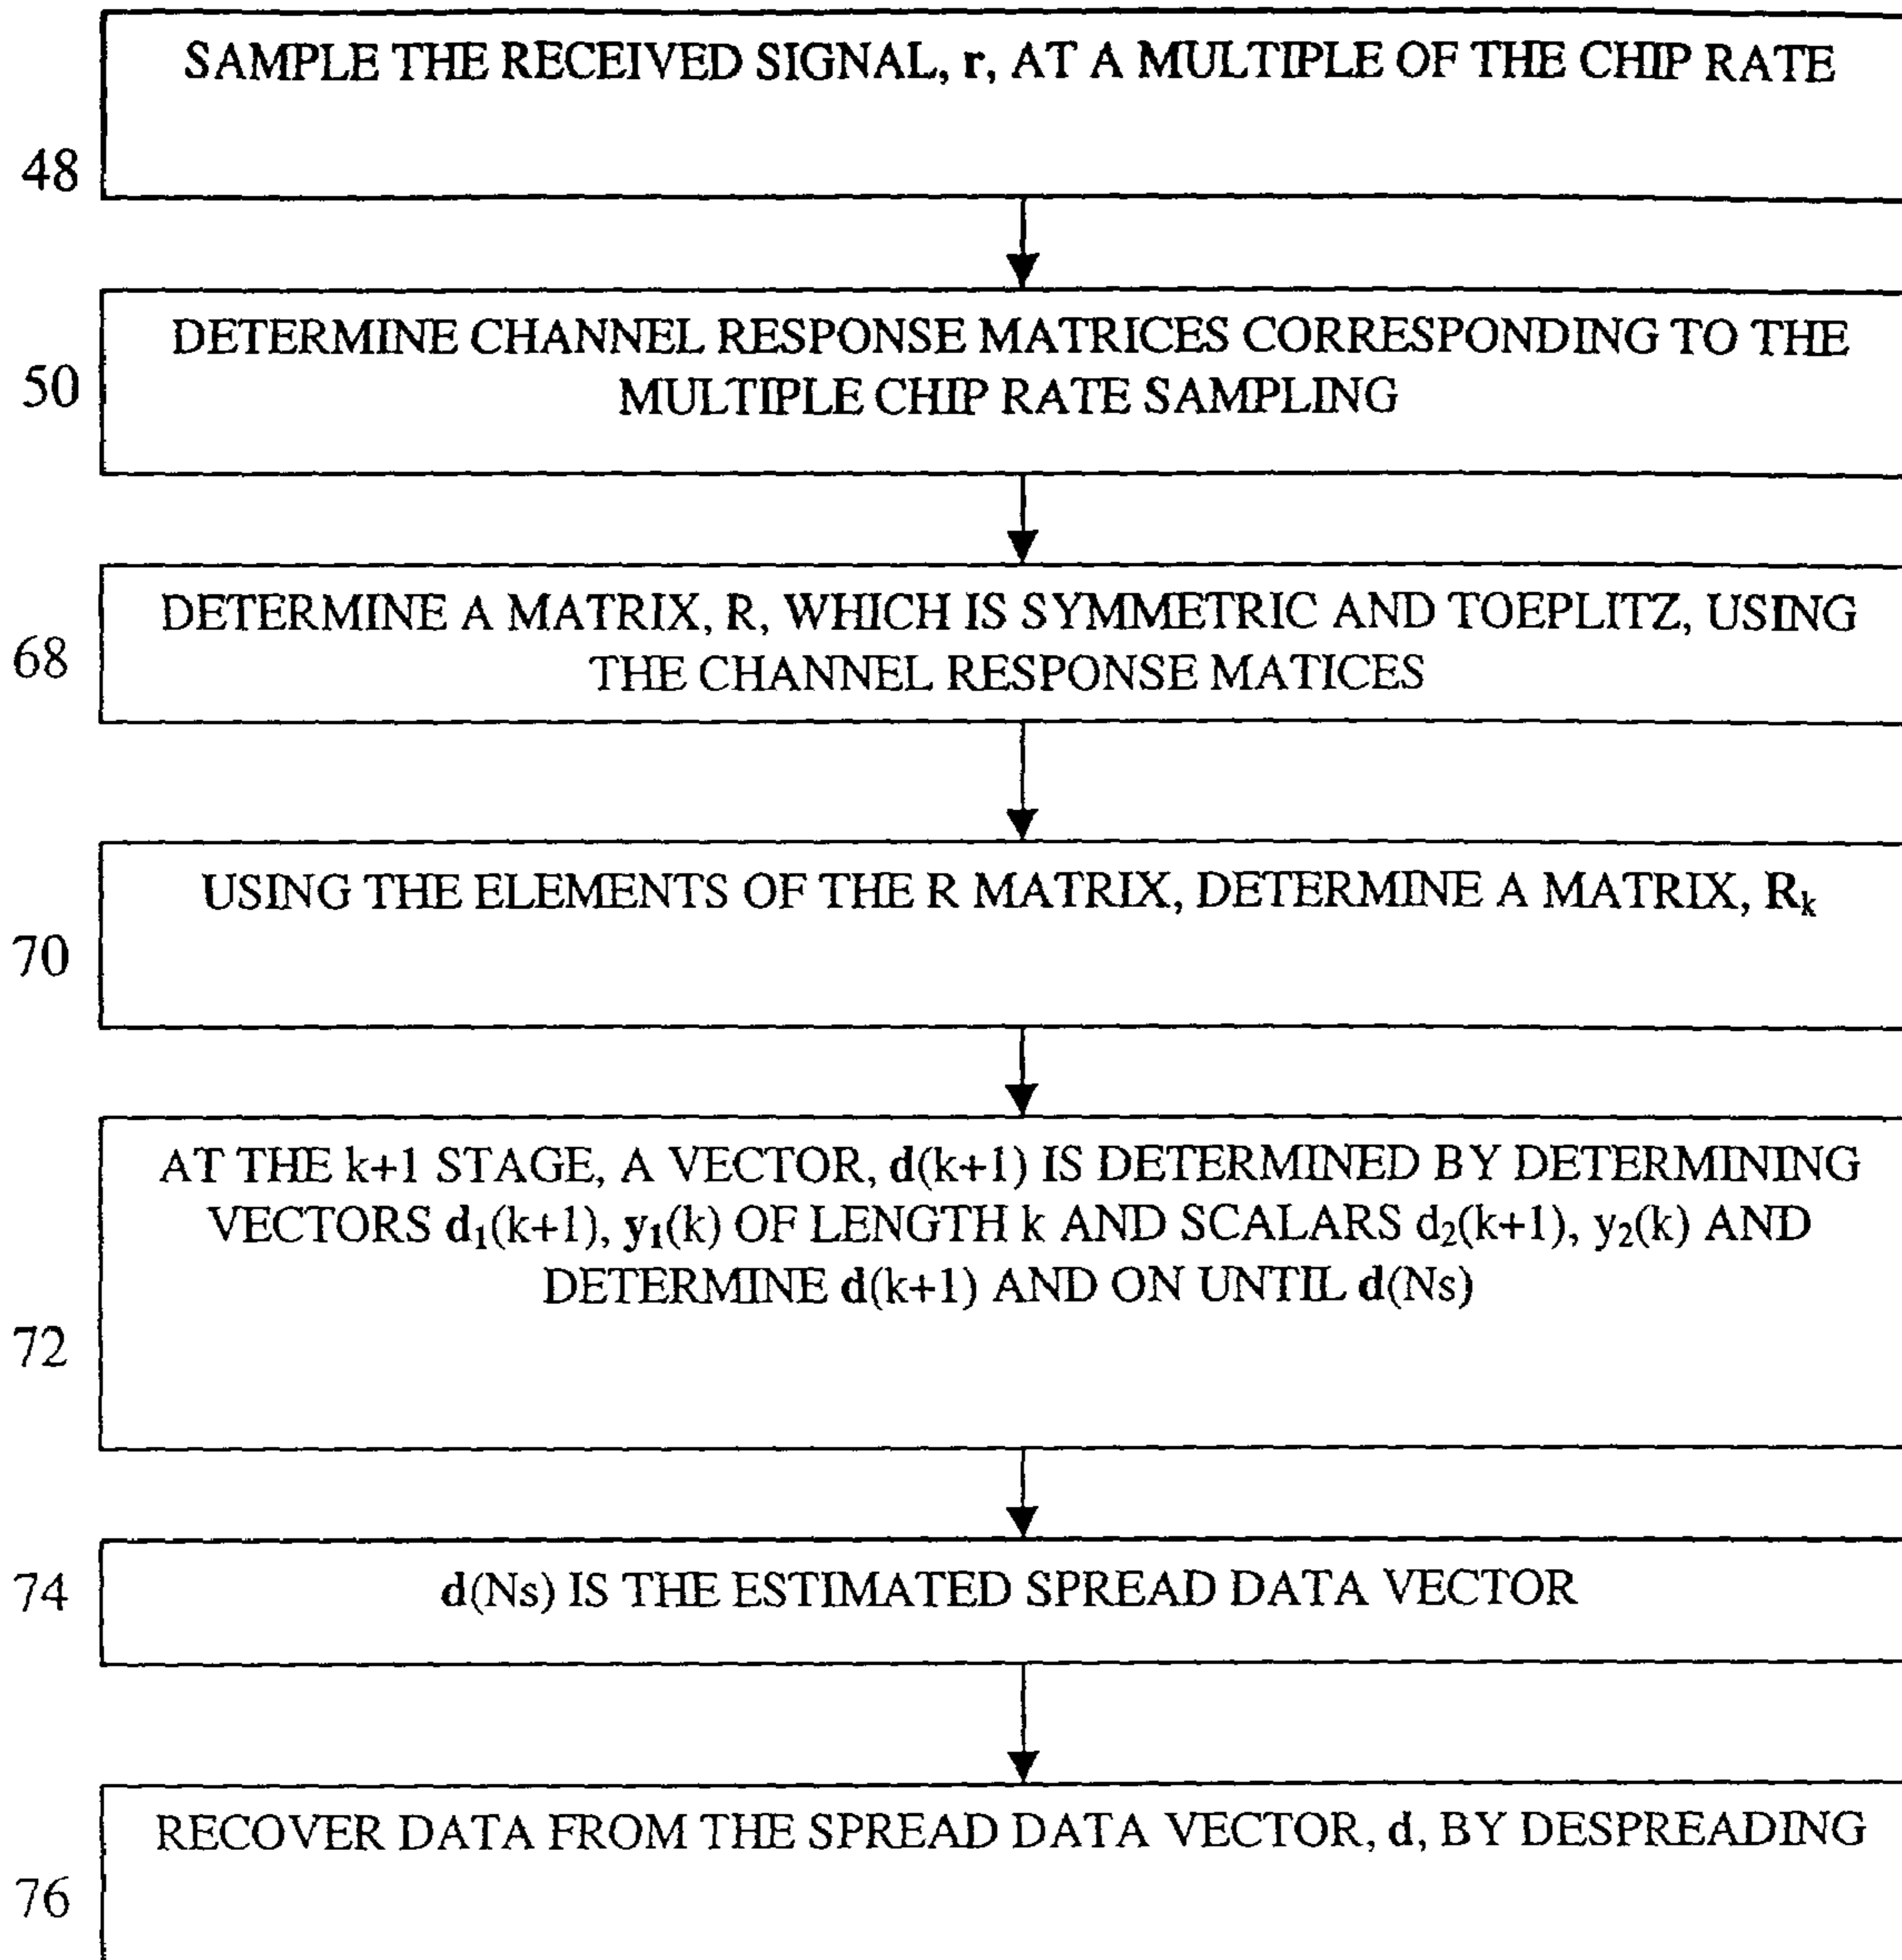 SAMPLE THE RECEIVED SIGNAL, r, AT A MULTIPLE OF THE CHIP RATE
48
DETERMINE CHANNEL RESPONSE MATRICES CORRESPONDING TO THE
MULTIPLE CHIP RATE SAMPLING
50
DETERMINE A MATRIX, R, WHICH IS SYMMETRIC AND TOEPLITZ, USING
THE CHANNEL RESPONSE MATICES
68
USING THE ELEMENTS OF THE R MATRIX, DETERMINE A MATRIX, Rₖ
70
AT THE k+1 STAGE, A VECTOR, d(k+1) IS DETERMINED BY DETERMINING
VECTORS d₁(k+1), y₁(k) OF LENGTH k AND SCALARS d₂(k+1), y₂(k) AND
DETERMINE d(k+1) AND ON UNTIL d(Ns)
72
d(Ns) IS THE ESTIMATED SPREAD DATA VECTOR
74
RECOVER DATA FROM THE SPREAD DATA VECTOR, d, BY DESPREADING
76